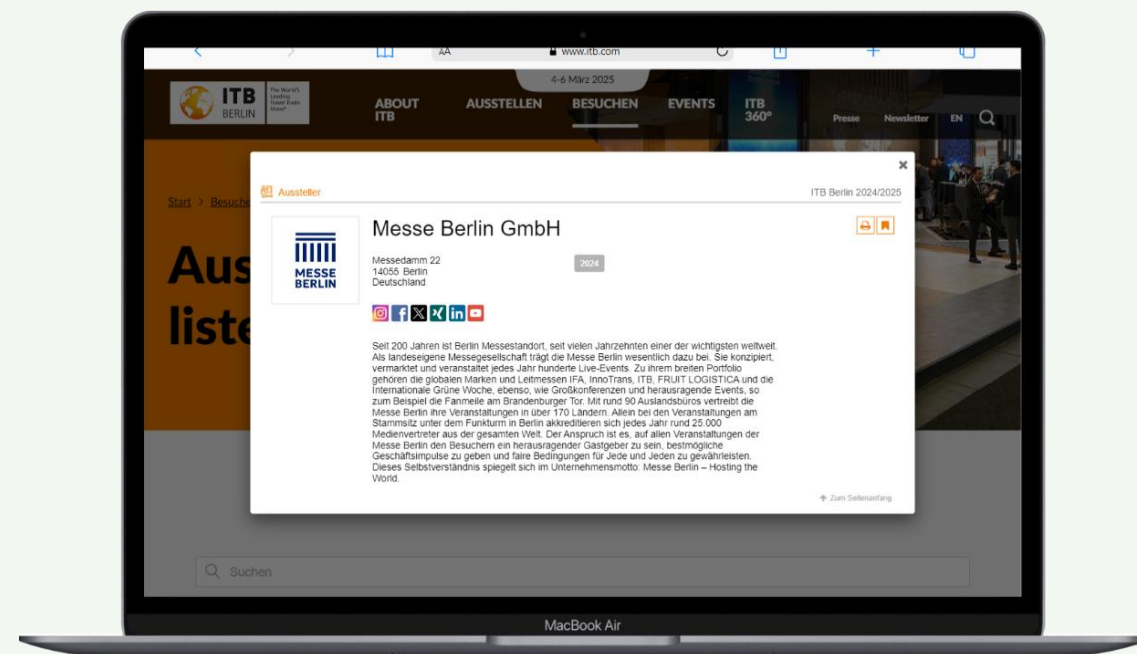 AA
www.itb.com
4-6 März 2025
ITB
BERLIN
The World's
Leading
Travel Trade
Show®
ABOUT
ITB
AUSSTELLEN
BESUCHEN
EVENTS
ITB
360°
Presse
Newsletter
EN
Start > Besuche
Aus
liste
Aussteller
ITB Berlin 2024/2025
MESSE
BERLIN
Messe Berlin GmbH
Messedamm 22
14055 Berlin
Deutschland
2024
Seit 200 Jahren ist Berlin Messestandort, seit vielen Jahrzehnten einer der wichtigsten weltweit.
Als landeseigene Messegesellschaft trägt die Messe Berlin wesentlich dazu bei. Sie konzipiert,
vermarktet und veranstaltet jedes Jahr hunderte Live-Events. Zu ihrem breiten Portfolio
gehören die globalen Marken und Leitmessen IFA, InnoTrans, ITB, FRUIT LOGISTICA und die
Internationale Grüne Woche, ebenso, wie Großkonferenzen und herausragende Events, so
zum Beispiel die Fanmeile am Brandenburger Tor. Mit rund 90 Auslandsbüros vertreibt die
Messe Berlin ihre Veranstaltungen in über 170 Ländern. Allein bei den Veranstaltungen am
Stammsitz unter dem Funkturm in Berlin akkreditieren sich jedes Jahr rund 25.000
Medienvertreter aus der gesamten Welt. Der Anspruch ist es, auf allen Veranstaltungen der
Messe Berlin den Besuchern ein herausragender Gastgeber zu sein, bestmögliche
Geschäftsimpulse zu geben und faire Bedingungen für Jede und Jeden zu gewährleisten.
Dieses Selbstverständnis spiegelt sich im Unternehmensmotto: Messe Berlin – Hosting the
World.
Zum Seitenanfang
Suchen
MacBook Air